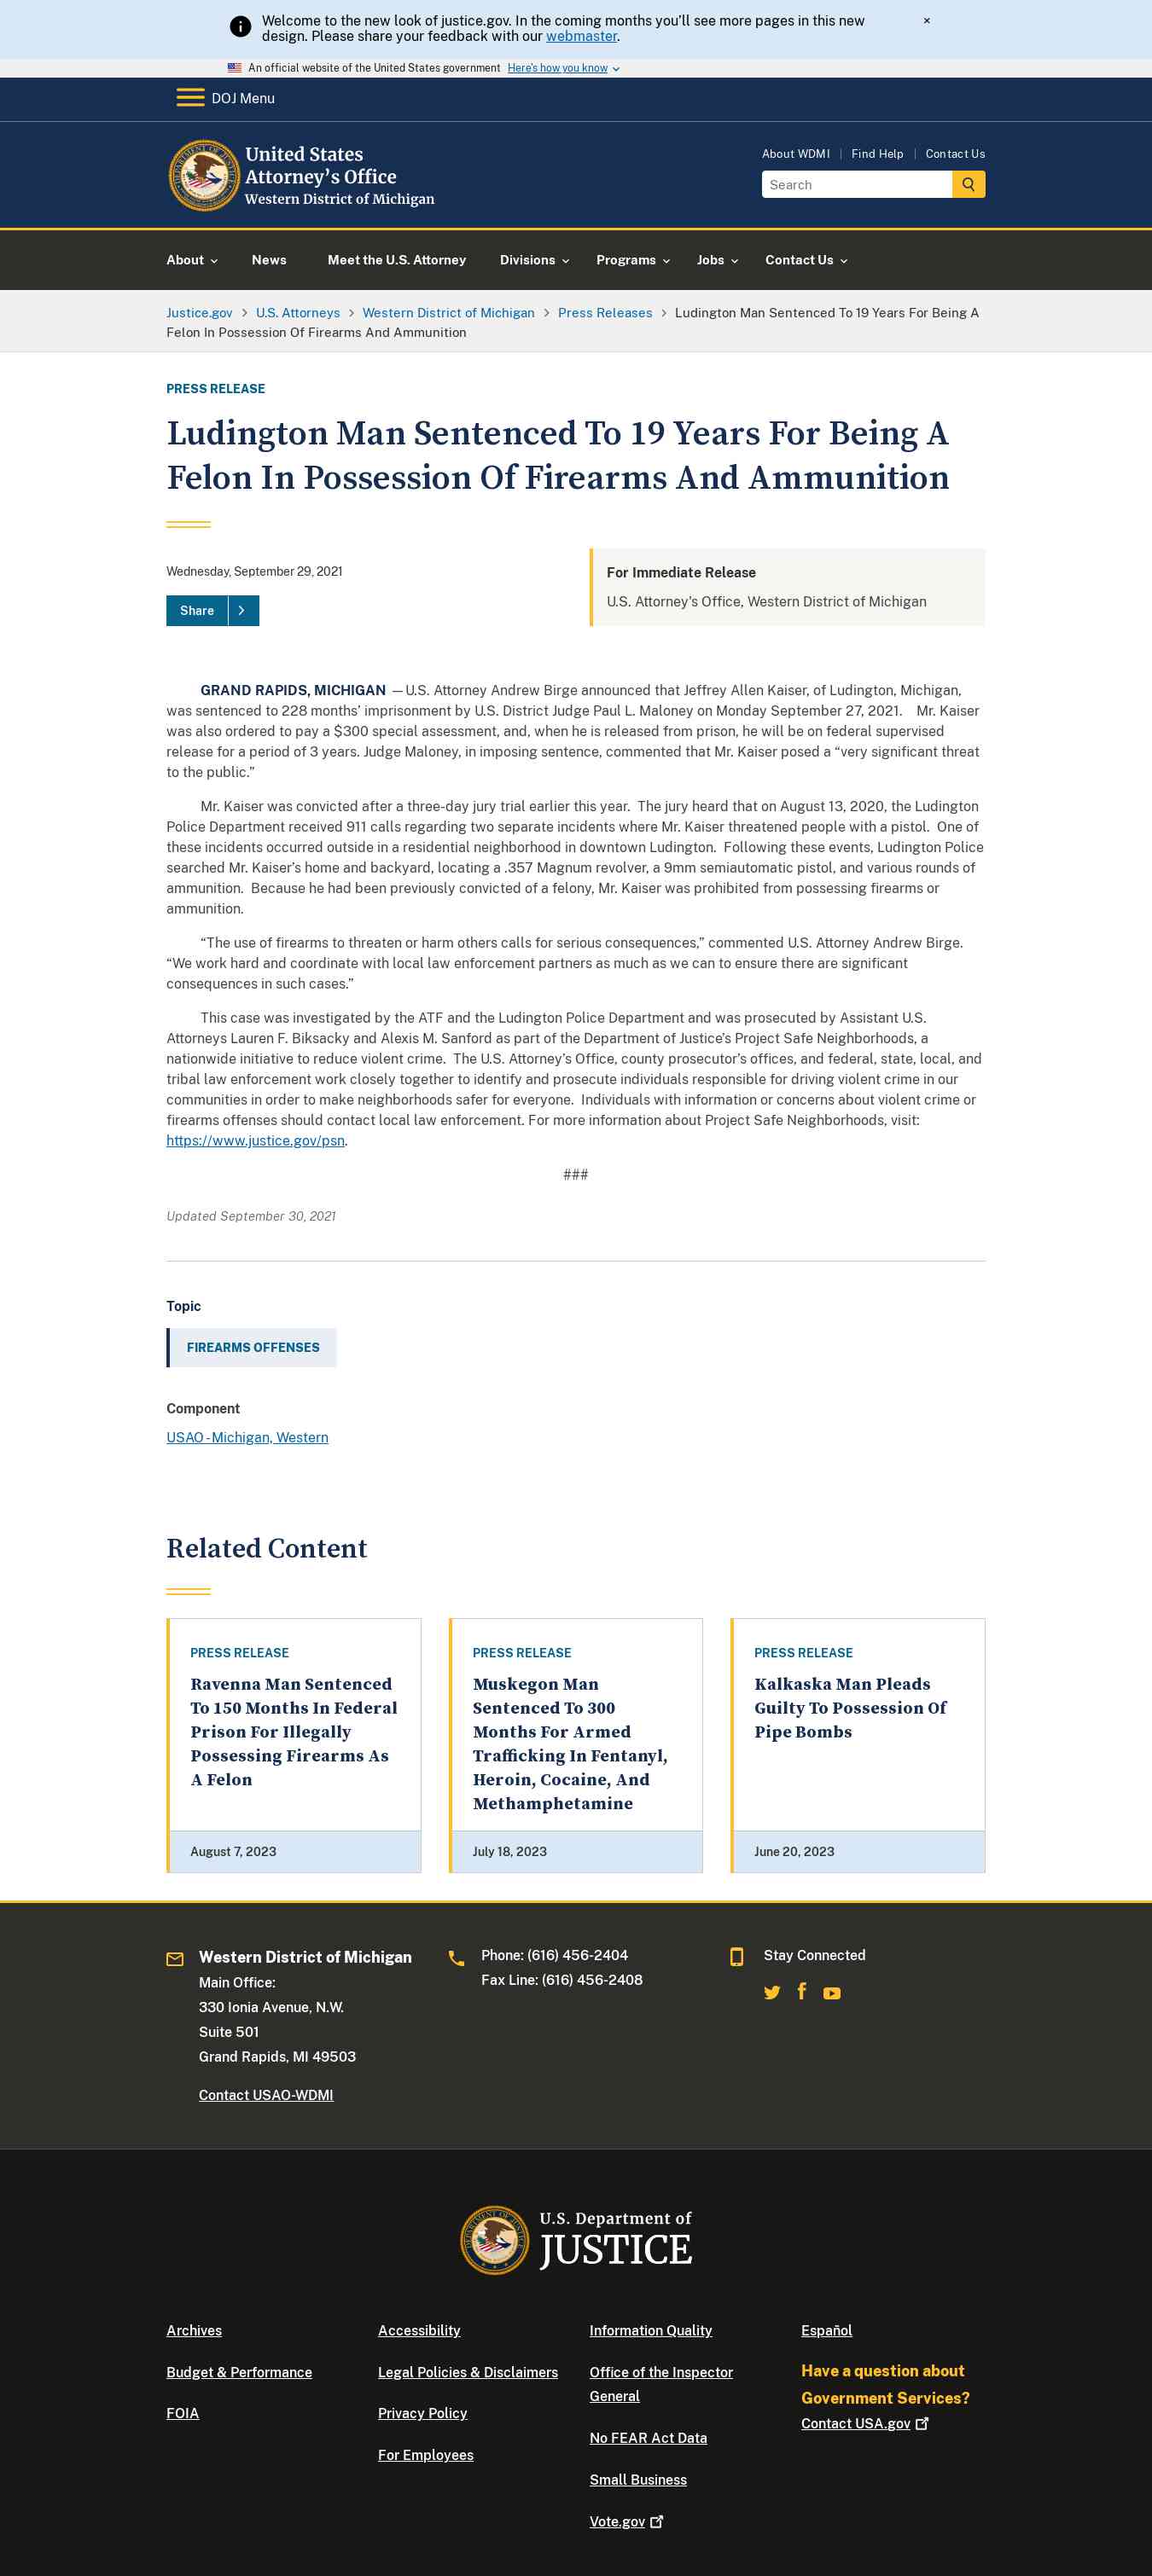 Welcome to the new look of justice.gov. In the coming months you'll see more pages in this new
design. Please share your feedback with our webmaster.
×
An official website of the United States government Here's how you know
DOJ Menu
United States
Attorney's Office
Western District of Michigan
About WDMI | Find Help | Contact Us
Search
About News Meet the U.S. Attorney Divisions Programs Jobs Contact Us
Justice.gov > U.S. Attorneys > Western District of Michigan > Press Releases > Ludington Man Sentenced To 19 Years For Being A
Felon In Possession Of Firearms And Ammunition
PRESS RELEASE
Ludington Man Sentenced To 19 Years For Being A
Felon In Possession Of Firearms And Ammunition
Wednesday, September 29, 2021
Share >
For Immediate Release
U.S. Attorney's Office, Western District of Michigan
GRAND RAPIDS, MICHIGAN — U.S. Attorney Andrew Birge announced that Jeffrey Allen Kaiser, of Ludington, Michigan,
was sentenced to 228 months’ imprisonment by U.S. District Judge Paul L. Maloney on Monday September 27, 2021. Mr. Kaiser
was also ordered to pay a $300 special assessment, and, when he is released from prison, he will be on federal supervised
release for a period of 3 years. Judge Maloney, in imposing sentence, commented that Mr. Kaiser posed a “very significant threat
to the public.”
Mr. Kaiser was convicted after a three-day jury trial earlier this year. The jury heard that on August 13, 2020, the Ludington
Police Department received 911 calls regarding two separate incidents where Mr. Kaiser threatened people with a pistol. One of
these incidents occurred outside in a residential neighborhood in downtown Ludington. Following these events, Ludington Police
searched Mr. Kaiser’s home and backyard, locating a .357 Magnum revolver, a 9mm semiautomatic pistol, and various rounds of
ammunition. Because he had been previously convicted of a felony, Mr. Kaiser was prohibited from possessing firearms or
ammunition.
“The use of firearms to threaten or harm others calls for serious consequences,” commented U.S. Attorney Andrew Birge.
“We work hard and coordinate with local law enforcement partners as much as we can to ensure there are significant
consequences in such cases.”
This case was investigated by the ATF and the Ludington Police Department and was prosecuted by Assistant U.S.
Attorneys Lauren F. Biksacky and Alexis M. Sanford as part of the Department of Justice’s Project Safe Neighborhoods, a
nationwide initiative to reduce violent crime. The U.S. Attorney’s Office, county prosecutor’s offices, and federal, state, local, and
tribal law enforcement work closely together to identify and prosecute individuals responsible for driving violent crime in our
communities in order to make neighborhoods safer for everyone. Individuals with information or concerns about violent crime or
firearms offenses should contact local law enforcement. For more information about Project Safe Neighborhoods, visit:
https://www.justice.gov/psn.
###
Updated September 30, 2021
Topic
FIREARMS OFFENSES
Component
USAO - Michigan, Western
Related Content
PRESS RELEASE
Ravenna Man Sentenced
To 150 Months In Federal
Prison For Illegally
Possessing Firearms As
A Felon
August 7, 2023
PRESS RELEASE
Muskegon Man
Sentenced To 300
Months For Armed
Trafficking In Fentanyl,
Heroin, Cocaine, And
Methamphetamine
July 18, 2023
PRESS RELEASE
Kalkaska Man Pleads
Guilty To Possession Of
Pipe Bombs
June 20, 2023
Western District of Michigan
Main Office:
330 Ionia Avenue, N.W.
Suite 501
Grand Rapids, MI 49503
Contact USAO-WDMI
Phone: (616) 456-2404
Fax Line: (616) 456-2408
Stay Connected
U.S. Department of
JUSTICE
Archives
Budget & Performance
FOIA
Accessibility
Legal Policies & Disclaimers
Privacy Policy
For Employees
Information Quality
Office of the Inspector
General
No FEAR Act Data
Small Business
Vote.gov
Español
Have a question about
Government Services?
Contact USA.gov